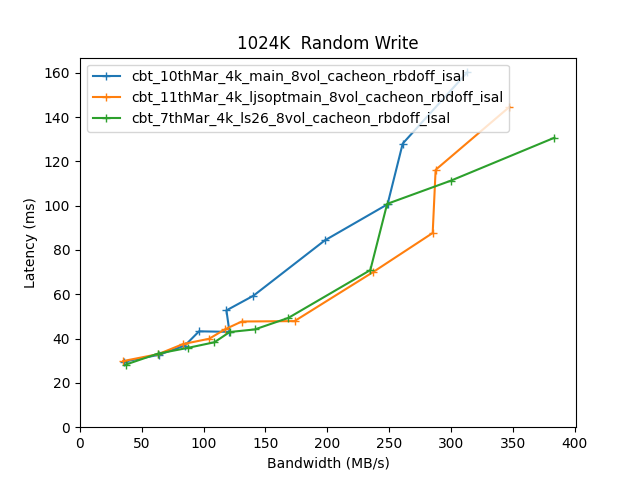 1024K  Random Write
cbt_10thMar_4k_main_8vol_cacheon_rbdoff_isal
cbt_11thMar_4k_ljsoptmain_8vol_cacheon_rbdoff_isal
cbt_7thMar_4k_ls26_8vol_cacheon_rbdoff_isal
Latency (ms)
160
140
120
100
80
60
40
20
0
0 50 100 150 200 250 300 350 400
Bandwidth (MB/s)